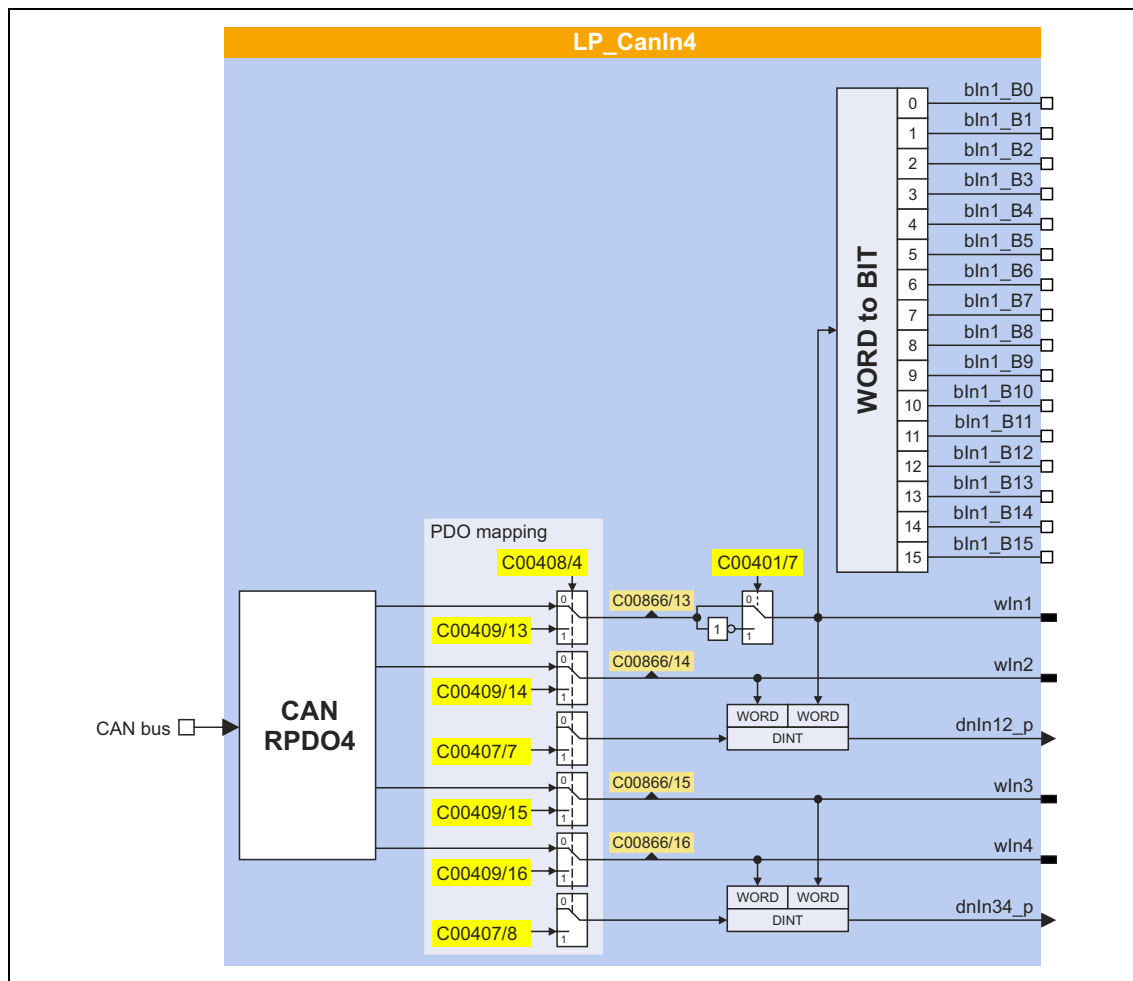 LP_CanIn4
bIn1_B0
0
bIn1_B1
1
bIn1_B2
2
bIn1_B3
3
bIn1_B4
4
bIn1_B5
5
bIn1_B6
6
bIn1_B7
7
bIn1_B8
8
bIn1_B9
9
bIn1_B10
10
bIn1_B11
11
bIn1_B12
12
bIn1_B13
13
bIn1_B14
14
bIn1_B15
15
WORD to BIT
PDO mapping
C00408/4
C00401/7
0
C00866/13
0
wIn1
C00409/13
1
1
1
0
C00866/14
wIn2
C00409/14
1
CAN
RPDO4
CAN bus
0
WORD
WORD
DINT
dnIn12_p
C00407/7
1
0
C00866/15
wIn3
C00409/15
1
0
C00866/16
wIn4
C00409/16
1
0
WORD
WORD
DINT
dnIn34_p
C00407/8
1